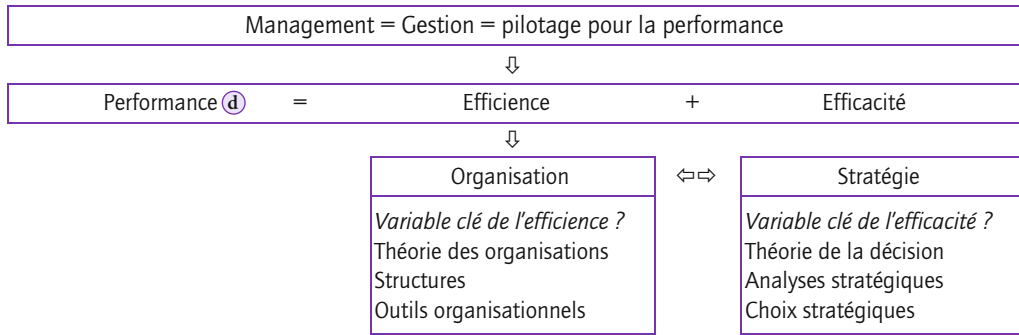 Management = Gestion = pilotage pour la performance
⇩
Performance d = Efficience + Efficacité
⇩
Organisation ⇦⇨ Stratégie
Variable clé de l'efficience ? Variable clé de l'efficacité ?
Théorie des organisations Théorie de la décision
Structures Analyses stratégiques
Outils organisationnels Choix stratégiques